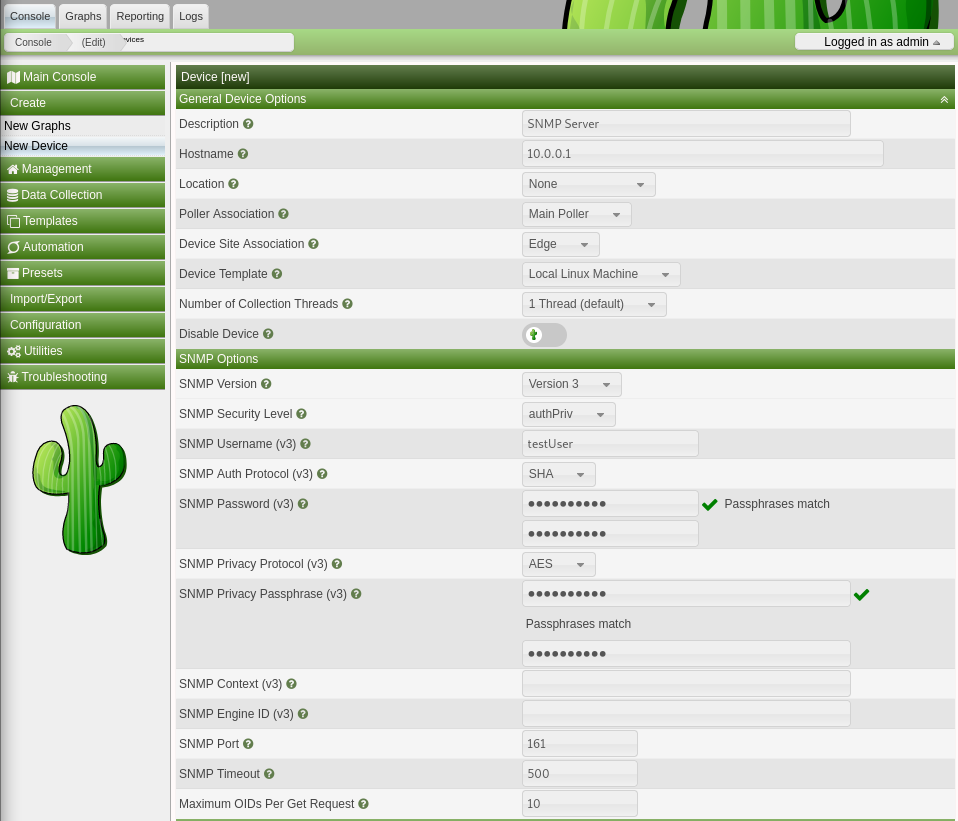 Console Graphs Reporting Logs
Console (Edit) vices Logged in as admin
Main Console
Create
New Graphs
New Device
Management
Data Collection
Templates
Automation
Presets
Import/Export
Configuration
Utilities
Troubleshooting
Device [new]
General Device Options
Description SNMP Server
Hostname 10.0.0.1
Location None
Poller Association Main Poller
Device Site Association Edge
Device Template Local Linux Machine
Number of Collection Threads 1 Thread (default)
Disable Device
SNMP Options
SNMP Version Version 3
SNMP Security Level authPriv
SNMP Username (v3) testUser
SNMP Auth Protocol (v3) SHA
SNMP Password (v3) ●●●●●●●●●● Passphrases match
●●●●●●●●●●
SNMP Privacy Protocol (v3) AES
SNMP Privacy Passphrase (v3) ●●●●●●●●●●
Passphrases match
●●●●●●●●●●
SNMP Context (v3)
SNMP Engine ID (v3)
SNMP Port 161
SNMP Timeout 500
Maximum OIDs Per Get Request 10